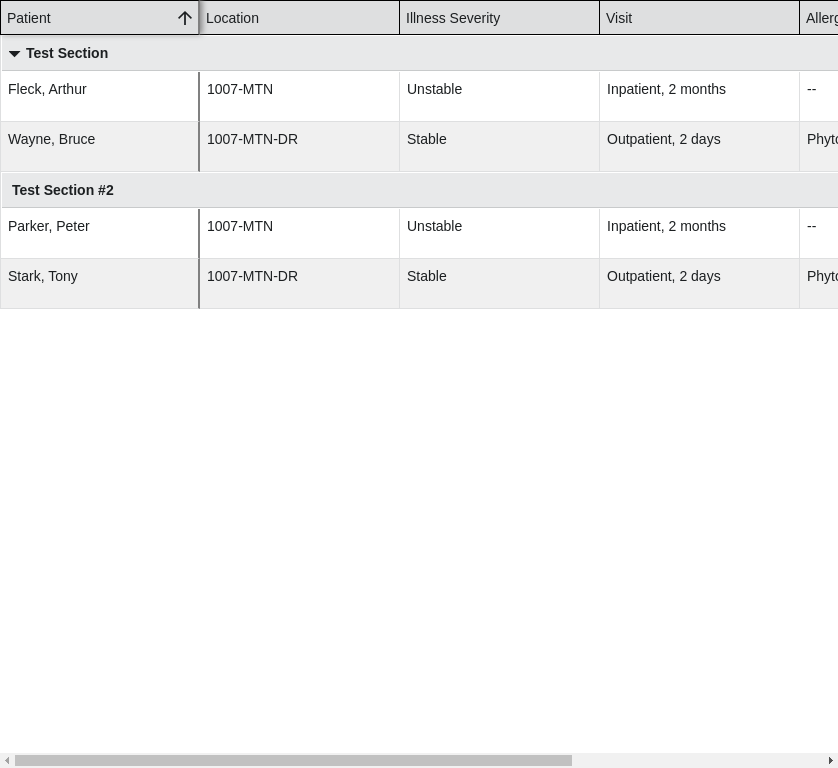 Patient Location Illness Severity Visit Allerg
Test Section
Fleck, Arthur 1007-MTN Unstable Inpatient, 2 months --
Wayne, Bruce 1007-MTN-DR Stable Outpatient, 2 days Phyto
Test Section #2
Parker, Peter 1007-MTN Unstable Inpatient, 2 months --
Stark, Tony 1007-MTN-DR Stable Outpatient, 2 days Phyto